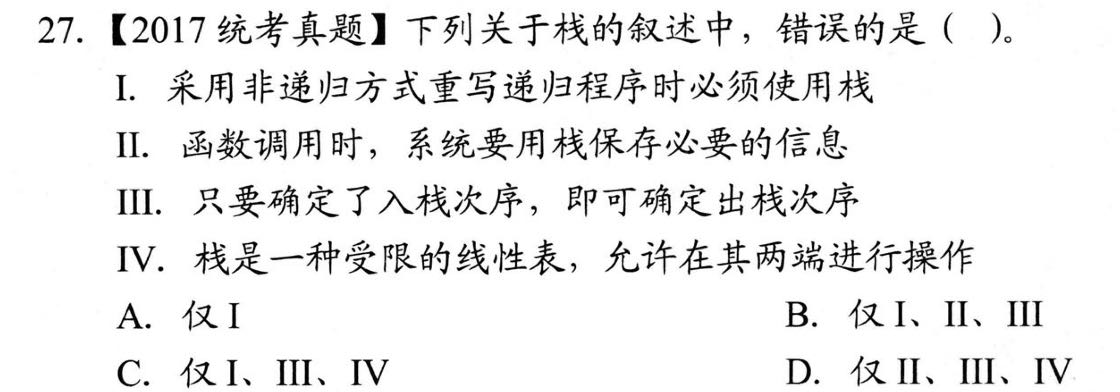 27. 【2017 统考真题】下列关于栈的叙述中，错误的是（　）。
I. 采用非递归方式重写递归程序时必须使用栈
II. 函数调用时，系统要用栈保存必要的信息
III. 只要确定了入栈次序，即可确定出栈次序
IV. 栈是一种受限的线性表，允许在其两端进行操作
A. 仅 I B. 仅 I、II、III
C. 仅 I、III、IV D. 仅 II、III、IV